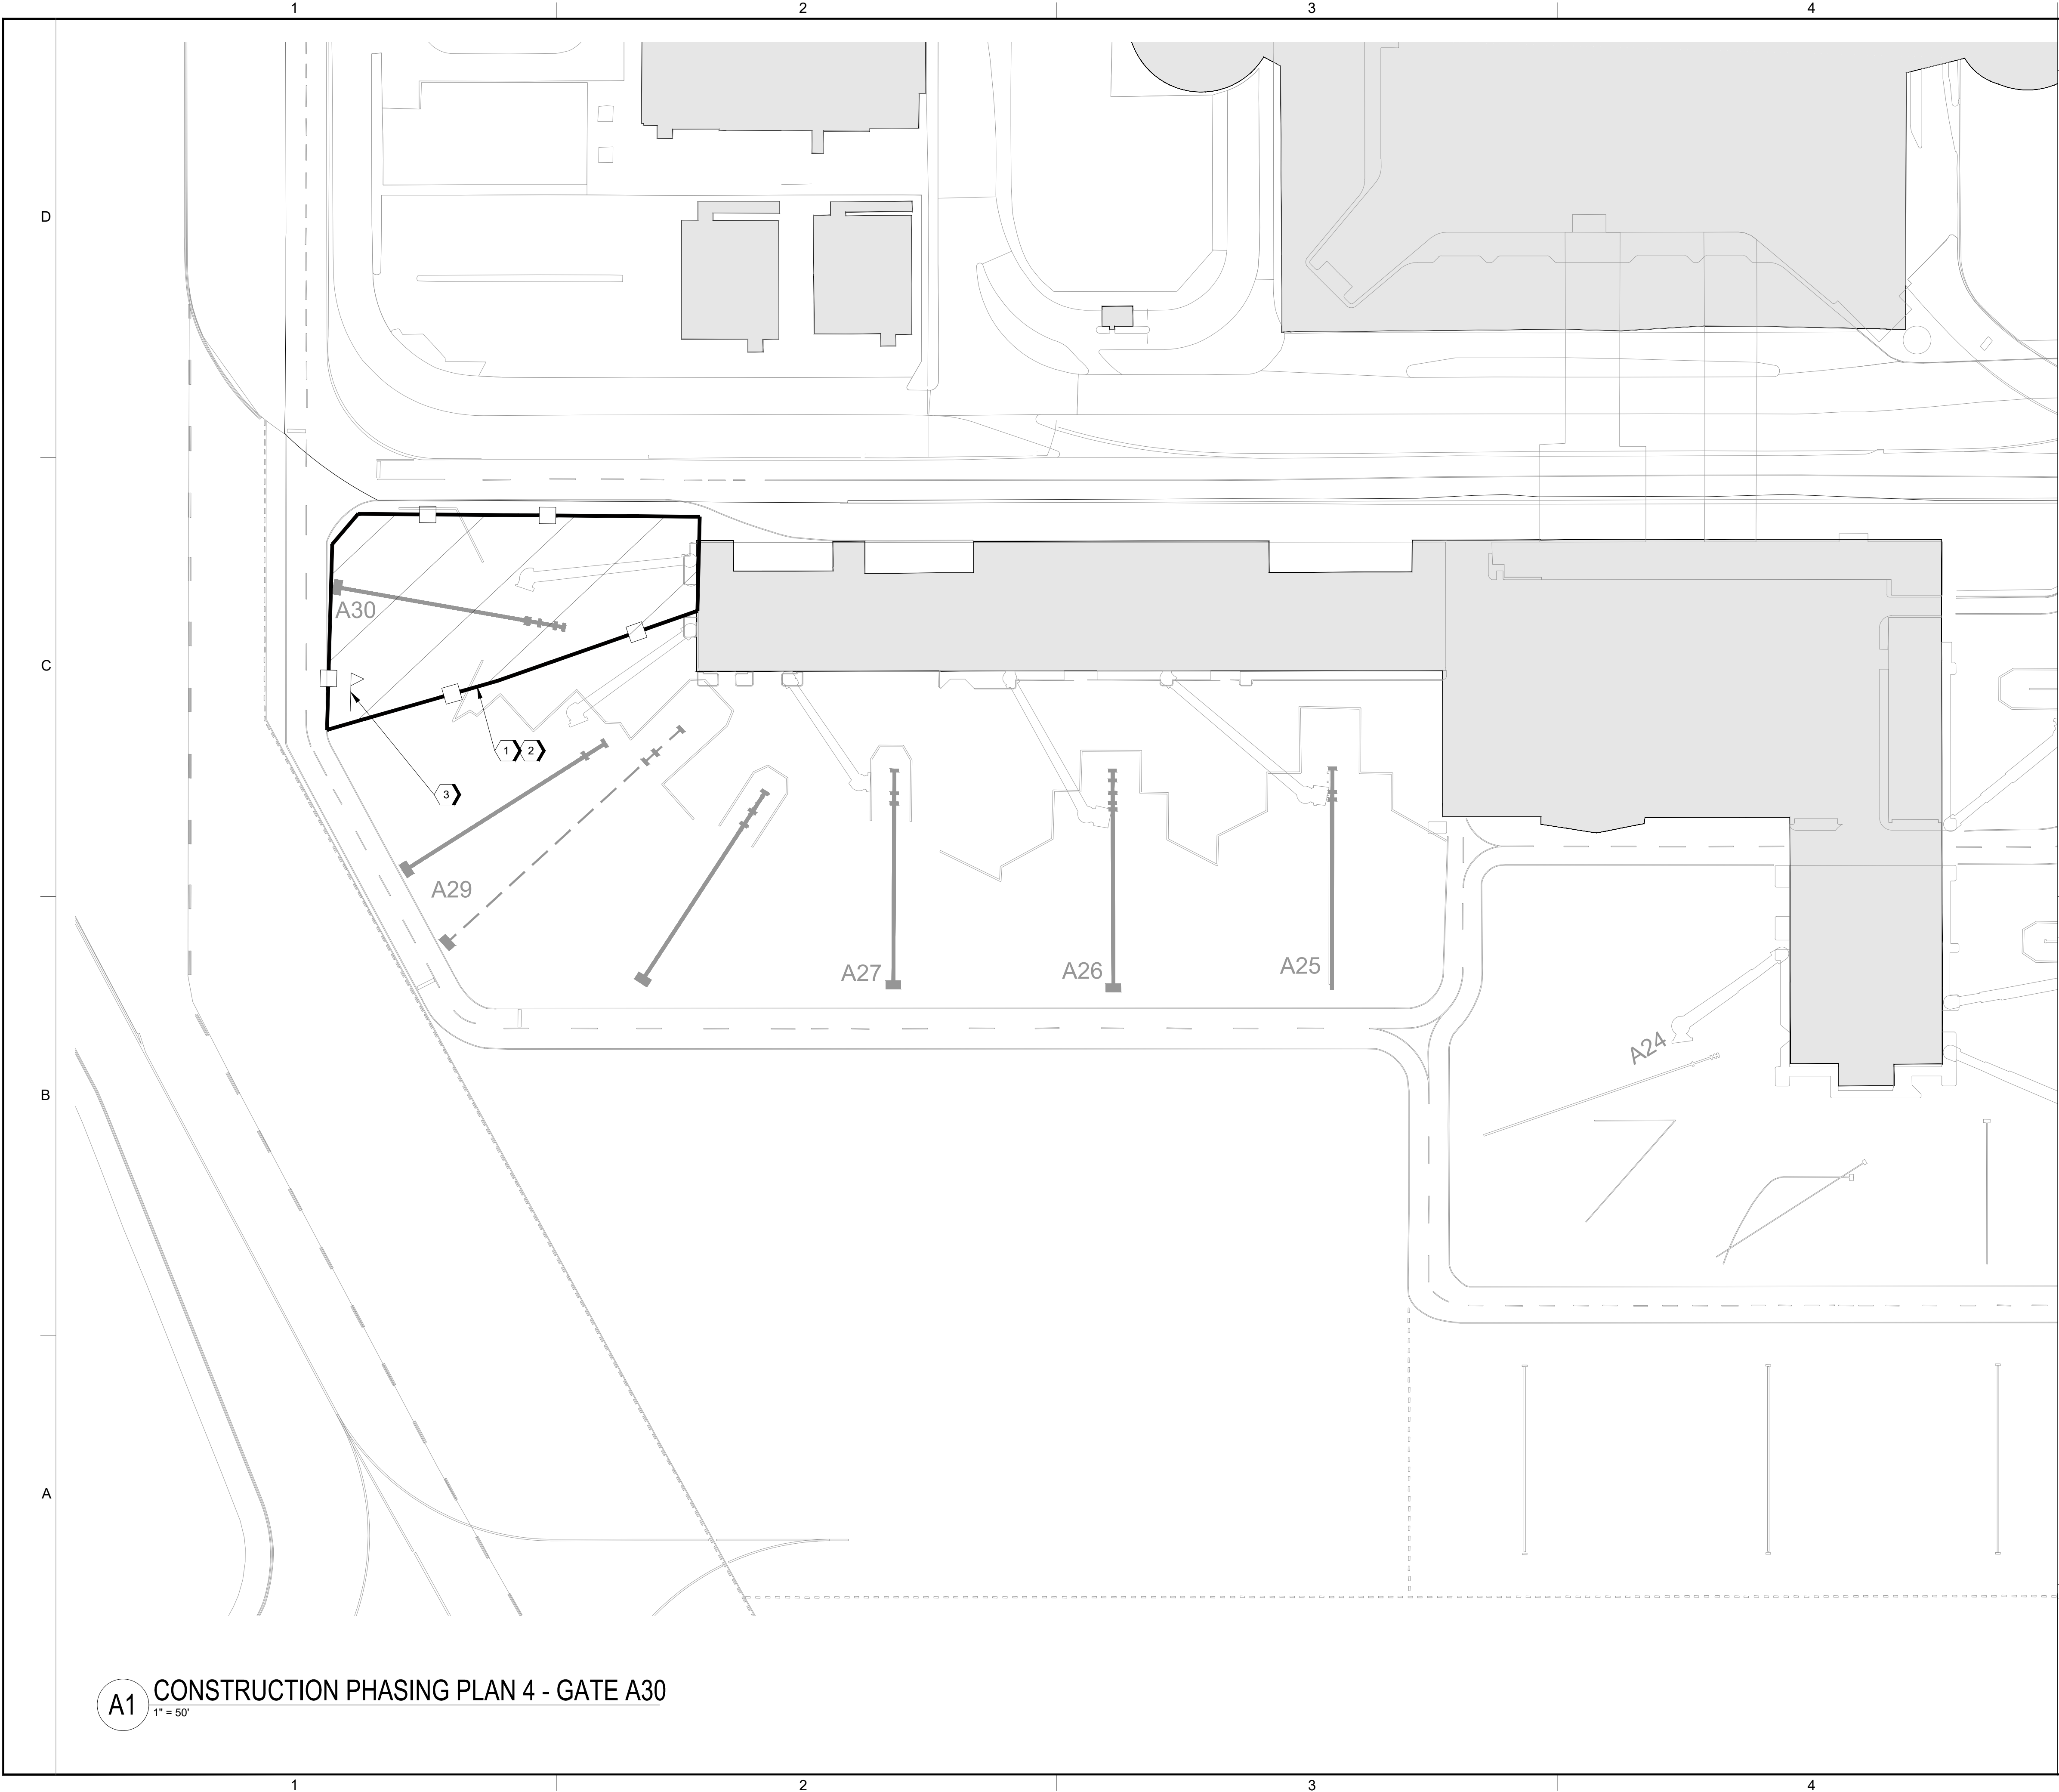 1 2 3 4
D
C
B
A
A30
1 2
3
A29
A27
A26
A25
A24
A1 CONSTRUCTION PHASING PLAN 4 - GATE A30
1" = 50'
1 2 3 4